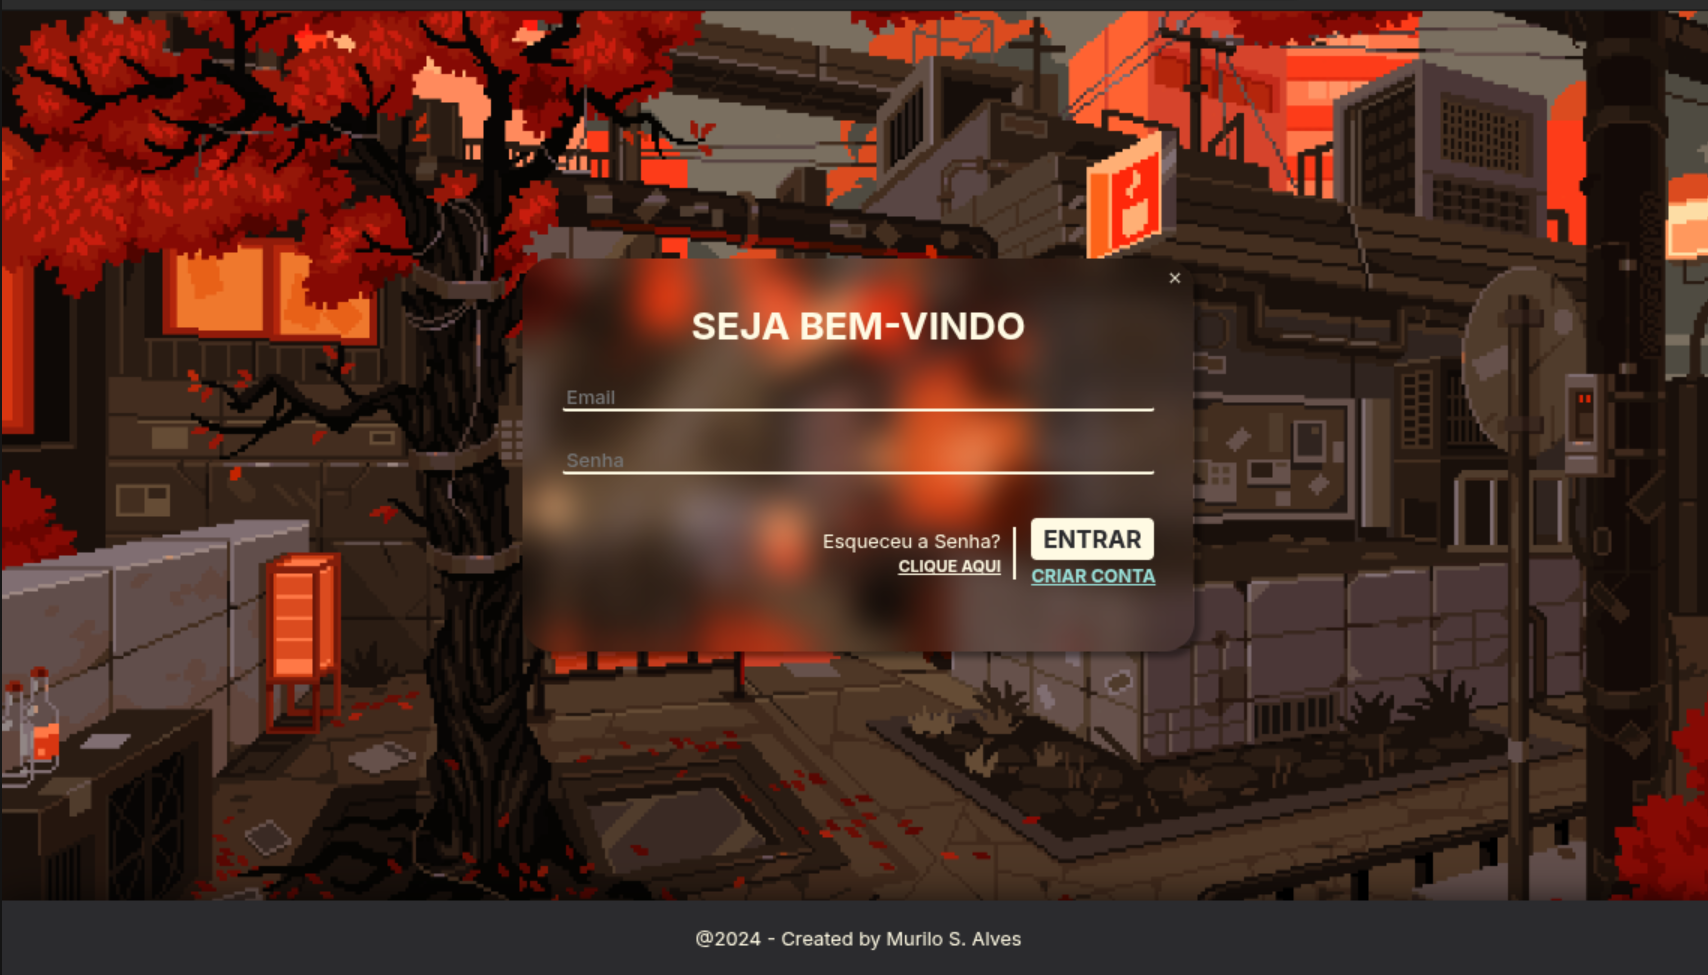 ×
SEJA BEM-VINDO
Email
Senha
Esqueceu a Senha?
CLIQUE AQUI
ENTRAR
CRIAR CONTA
@2024 - Created by Murilo S. Alves